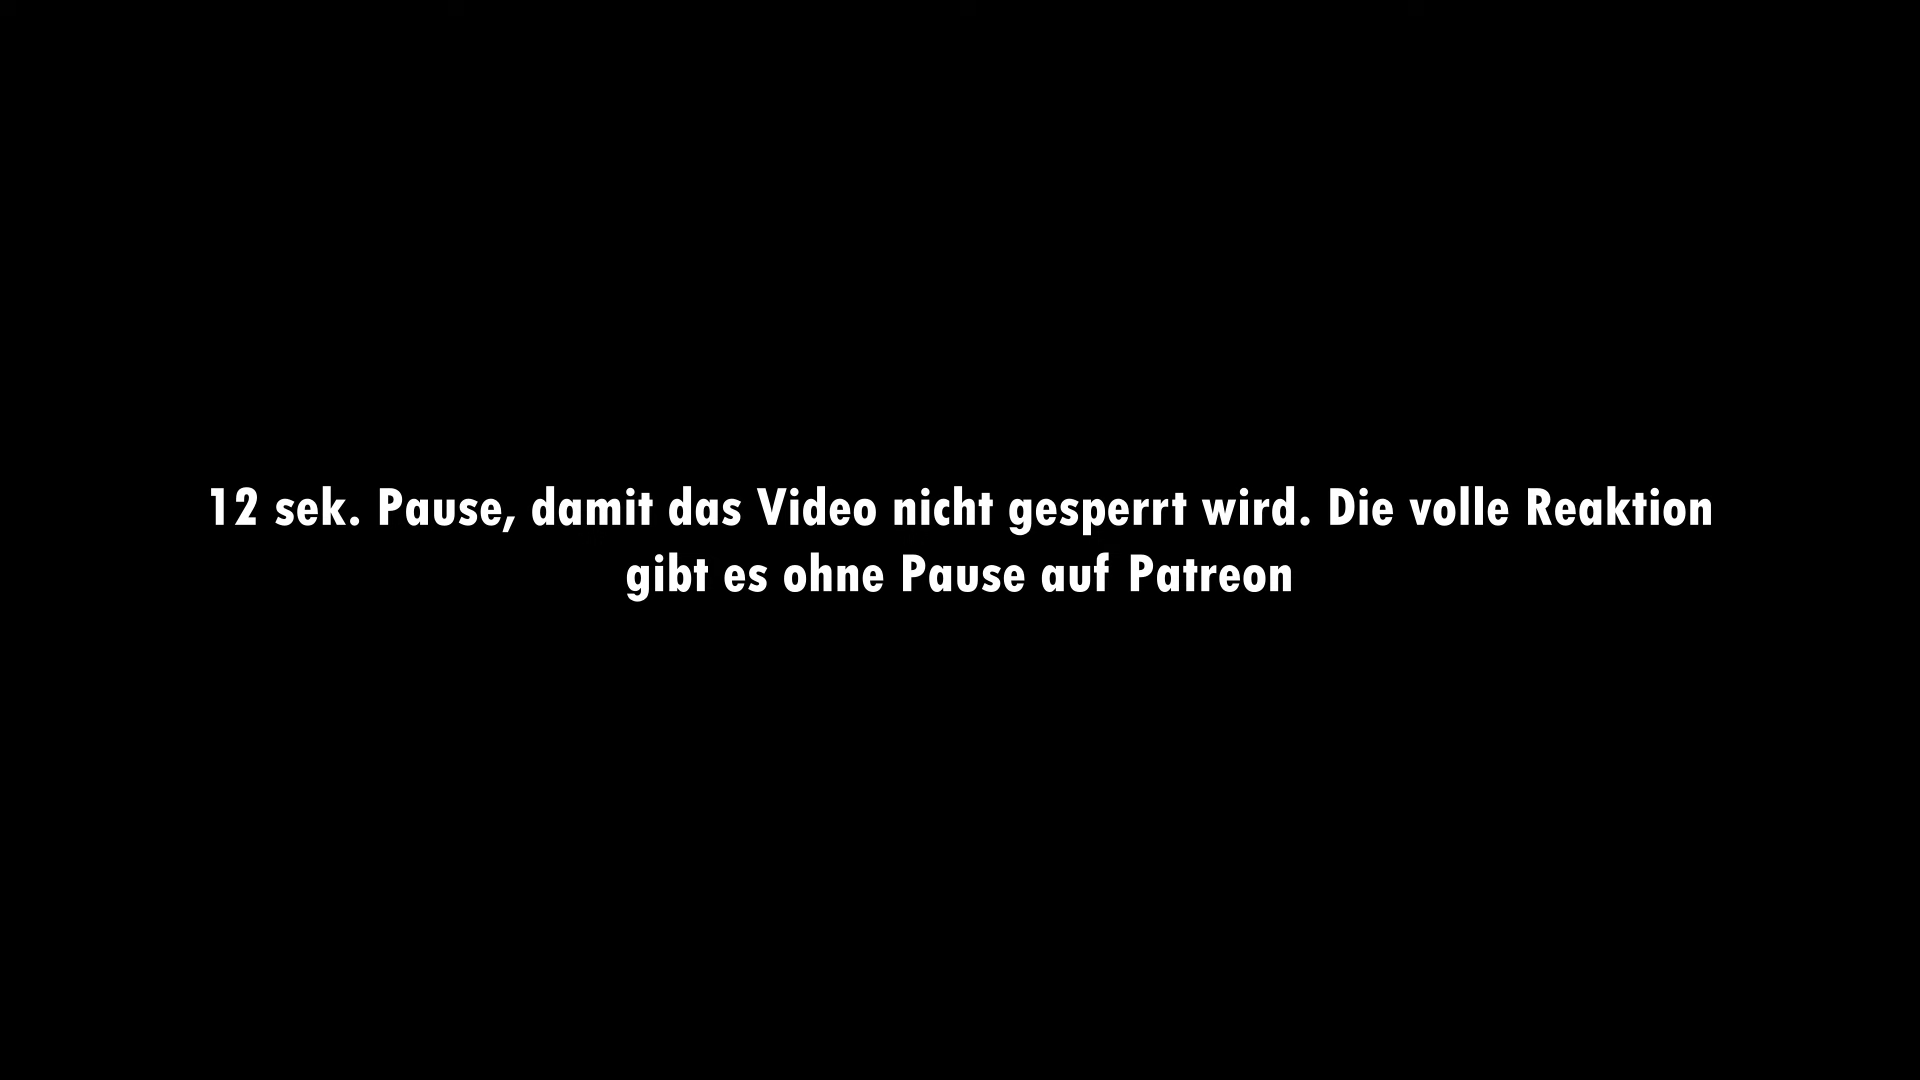 12 sek. Pause, damit das Video nicht gesperrt wird. Die volle Reaktion
gibt es ohne Pause auf Patreon